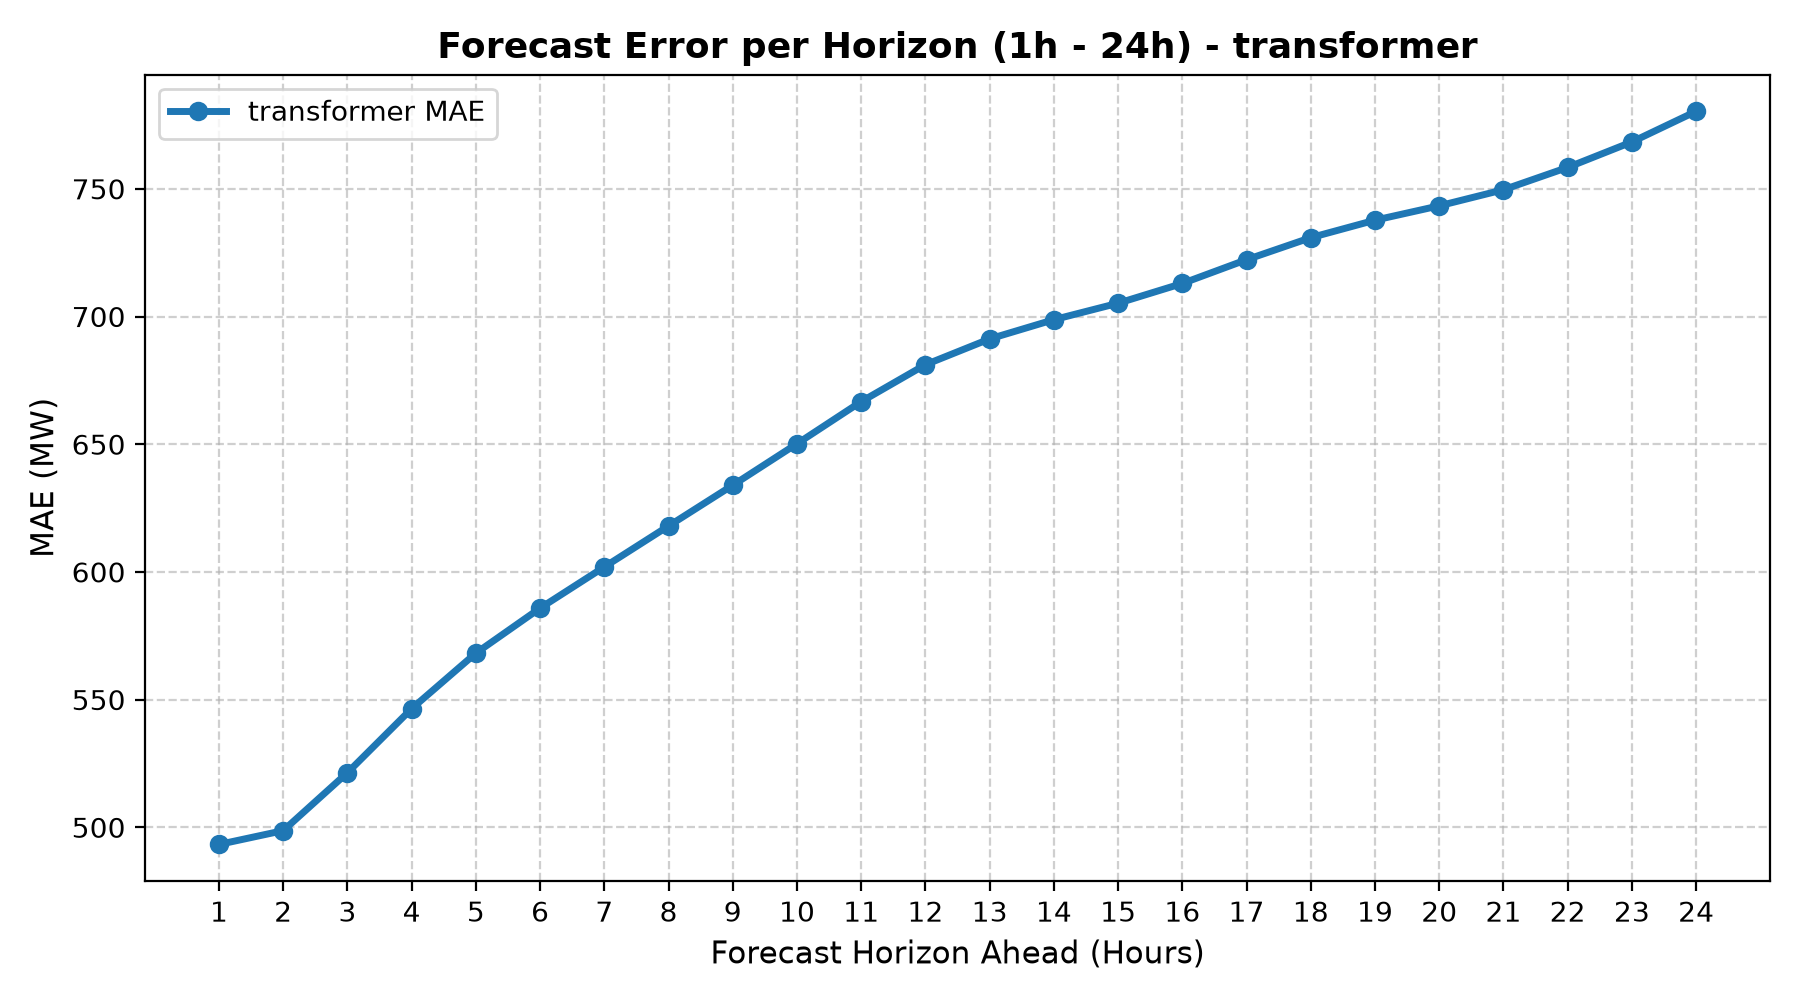 Forecast Error per Horizon (1h - 24h) - transformer
transformer MAE
750
700
650
600
550
500
MAE (MW)
1 2 3 4 5 6 7 8 9 10 11 12 13 14 15 16 17 18 19 20 21 22 23 24
Forecast Horizon Ahead (Hours)